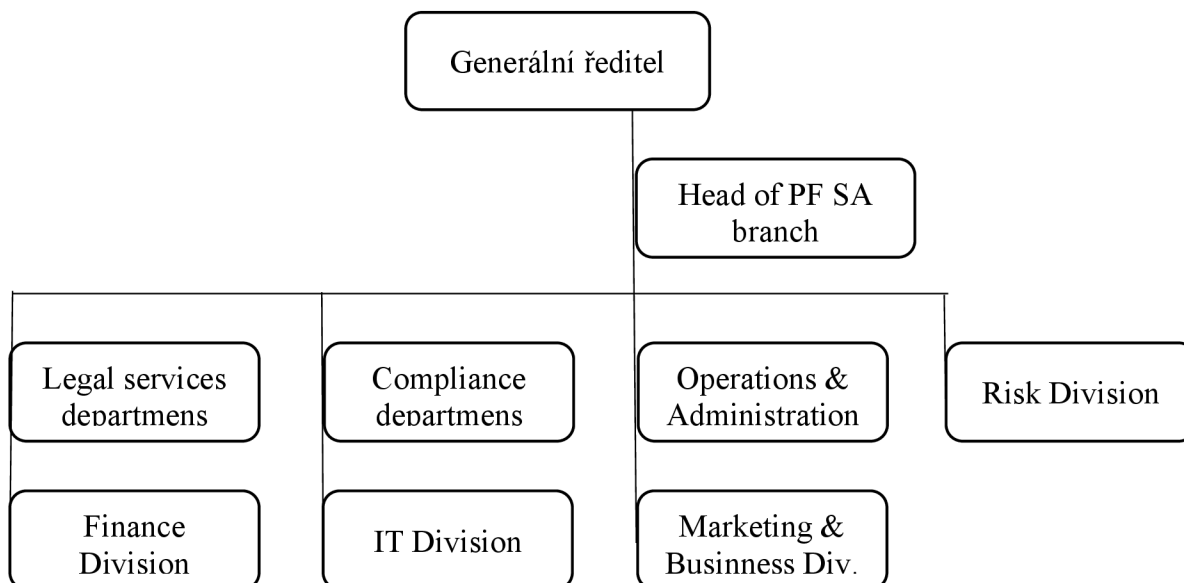 Generální ředitel
Head of PF SA
branch
Legal services
departmens
Compliance
departmens
Operations &
Administration
Risk Division
Finance
Division
IT Division
Marketing &
Businness Div.